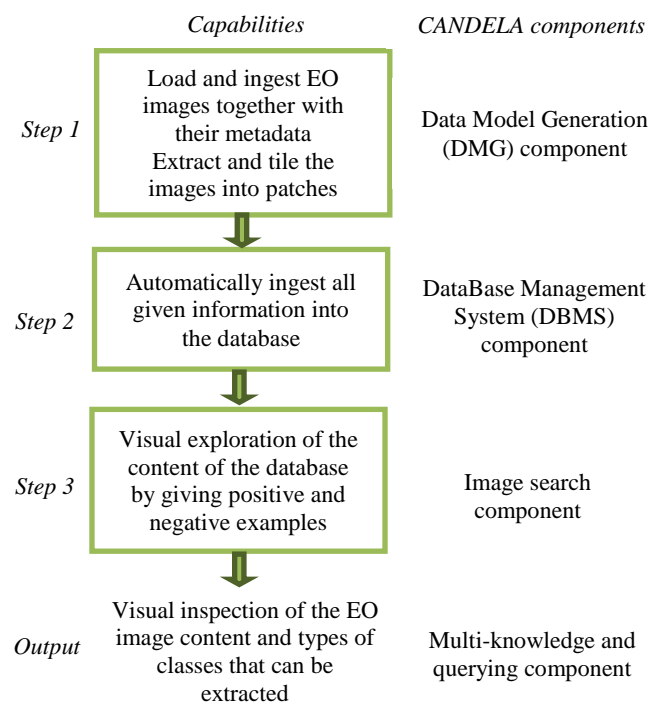 Capabilities
CANDELA components
Step 1
Load and ingest EO
images together with
their metadata
Extract and tile the
images into patches
Data Model Generation
(DMG) component
Step 2
Automatically ingest all
given information into
the database
DataBase Management
System (DBMS)
component
Step 3
Visual exploration of the
content of the database
by giving positive and
negative examples
Image search
component
Output
Visual inspection of the EO
image content and types of
classes that can be
extracted
Multi-knowledge and
querying component